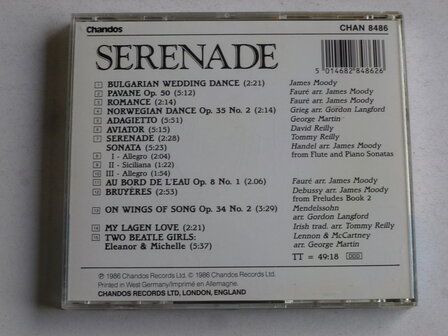 Chandos
CHAN 8486
SERENADE
5 014682 848626
1 BULGARIAN WEDDING DANCE (2:21) James Moody
2 PAVANE Op. 50 (5:12) Fauré arr. James Moody
3 ROMANCE (2:14) Fauré arr. James Moody
4 NORWEGIAN DANCE Op. 35 No. 2 (2:14) Grieg arr. Gordon Langford
5 ADAGIETTO (5:51) George Martin
6 AVIATOR (5:15) David Reilly
7 SERENADE (2:28) Tommy Reilly
SONATA (5:23) Handel arr. James Moody
8 I - Allegro (2:04) from Flute and Piano Sonatas
9 II - Siciliana (1:22)
10 III - Allegro (1:54)
11 AU BORD DE L'EAU Op. 8 No. 1 (2.06) Fauré arr. James Moody
12 BRUYÈRES (2:53) Debussy arr. James Moody
from Preludes Book 2
13 ON WINGS OF SONG Op. 34 No. 2 (3:29) Mendelssohn
arr. Gordon Langford
14 MY LAGEN LOVE (2:21) Irish trad. arr. Tommy Reilly
15 TWO BEATLE GIRLS: Lennon & McCartney
Eleanor & Michelle (5:37) arr. George Martin
TT = 49:18 DDD
℗ 1986 Chandos Records Ltd. © 1986 Chandos Records Ltd.
Printed in West Germany/Imprimé en Allemagne.
CHANDOS RECORDS LTD, LONDON, ENGLAND